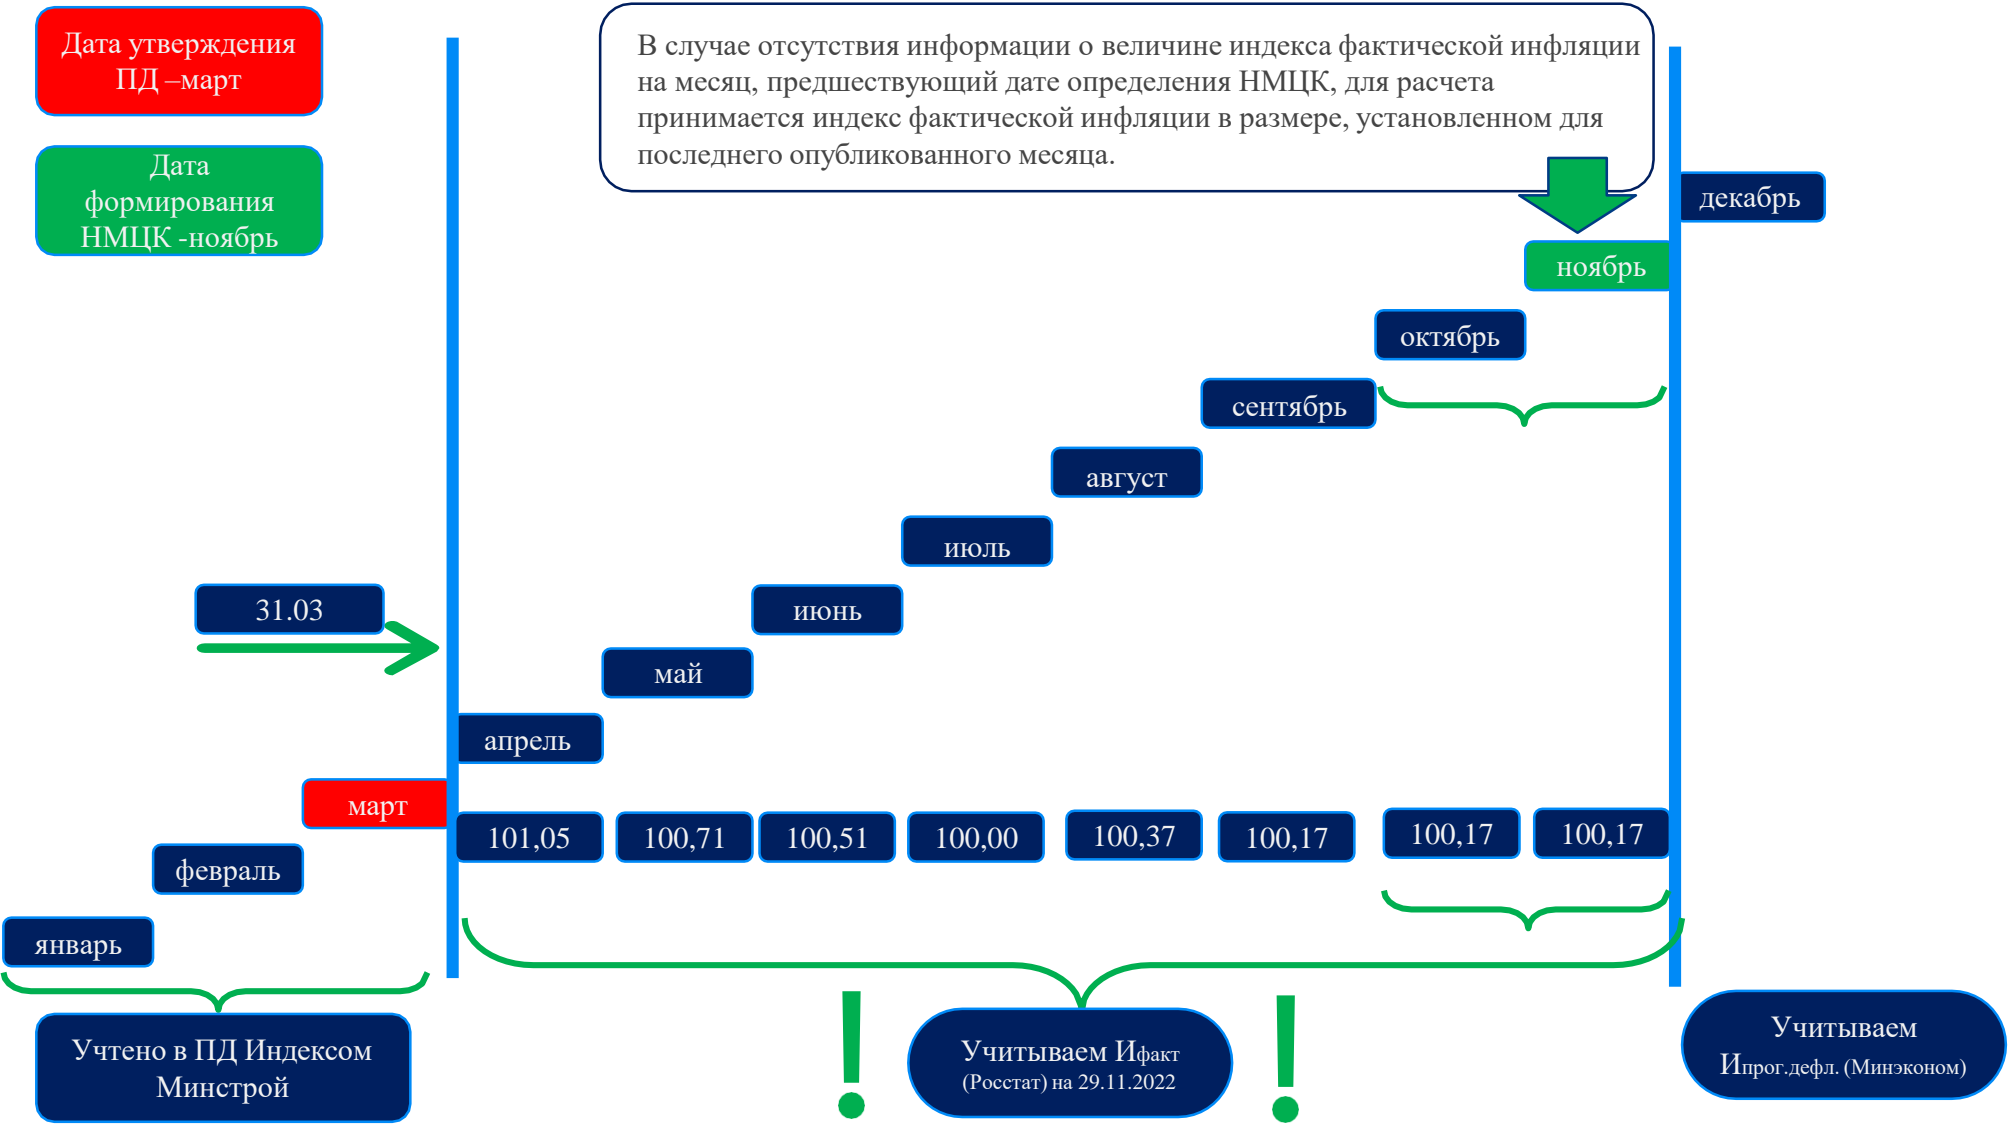 Дата утверждения
ПД –март
Дата
формирования
НМЦК -ноябрь
В случае отсутствия информации о величине индекса фактической инфляции
на месяц, предшествующий дате определения НМЦК, для расчета
принимается индекс фактической инфляции в размере, установленном для
последнего опубликованного месяца.
декабрь
ноябрь
октябрь
сентябрь
август
июль
июнь
31.03
май
апрель
март
101,05
100,71
100,51
100,00
100,37
100,17
100,17
100,17
февраль
январь
Учтено в ПД Индексом
Минстрой
!
Учитываем Ифакт
(Росстат) на 29.11.2022
!
Учитываем
Ипрог.дефл. (Минэконом)